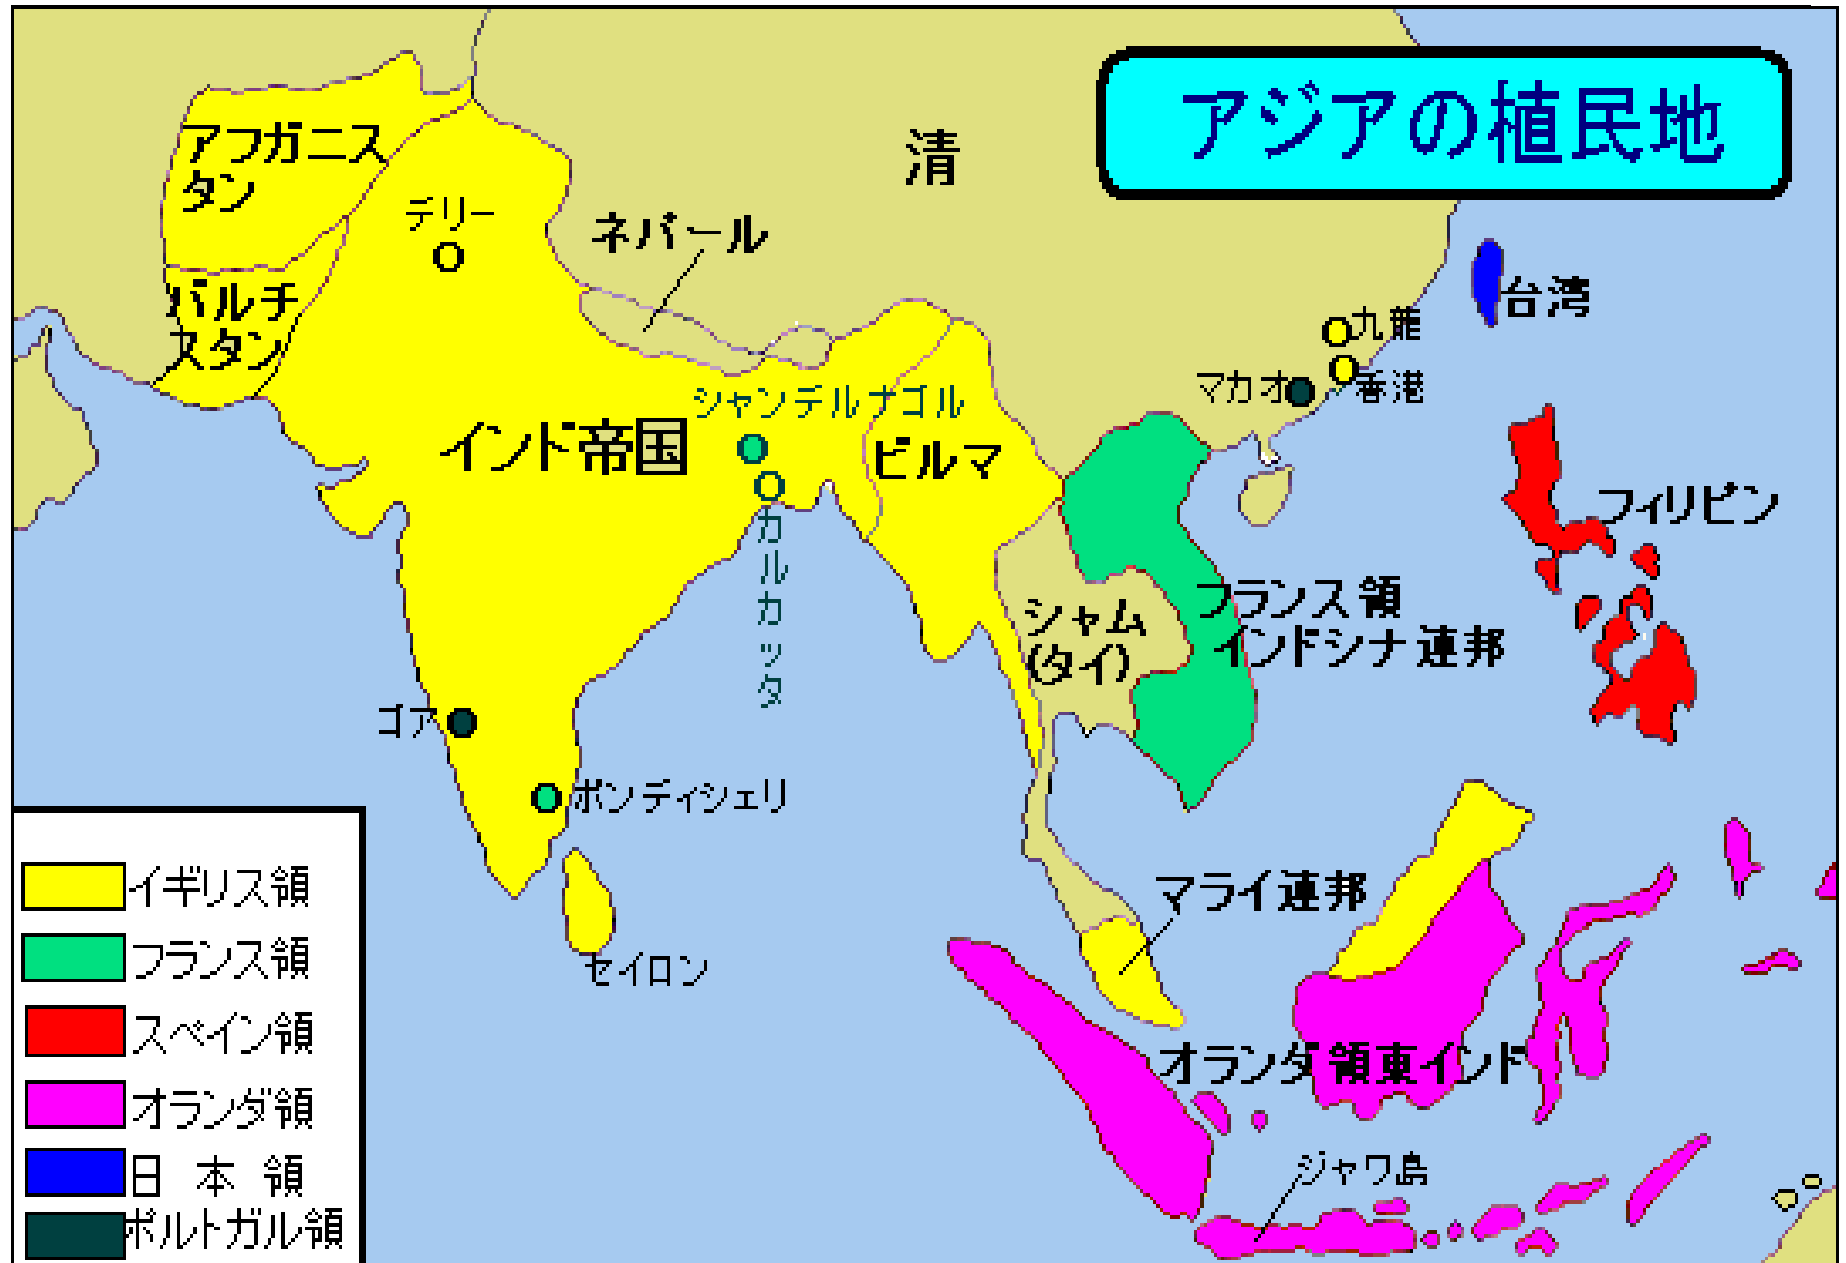 アジアの植民地
清
アフガニス
タン
デリー
ネパール
バルチ
スタン
台湾
九龍
香港
マカオ
シャンデルナゴル
インド帝国
ビルマ
カルカッタ
フィリピン
フランス領
インドシナ連邦
シャム
(タイ)
ゴア
ポンディシェリ
マライ連邦
セイロン
オランダ領東インド
ジャワ島
イギリス領
フランス領
スペイン領
オランダ領
日本領
ポルトガル領